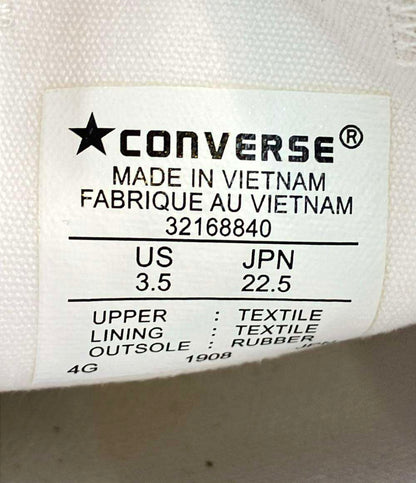 ★CONVERSE®
MADE IN VIETNAM
FABRIQUE AU VIETNAM
32168840
US JPN
3.5 22.5
UPPER : TEXTILE
LINING : TEXTILE
OUTSOLE : RUBBER
4G 1908 JPN